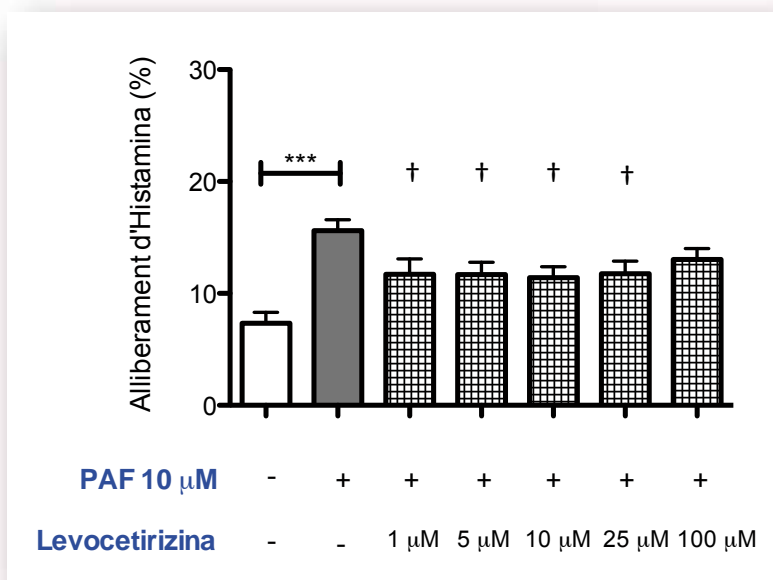 Alliberament d'Histamina (%)
30
20
10
0
***
† † † †
PAF 10 μM - + + + + + +
Levocetirizina - - 1 μM 5 μM 10 μM 25 μM 100 μM